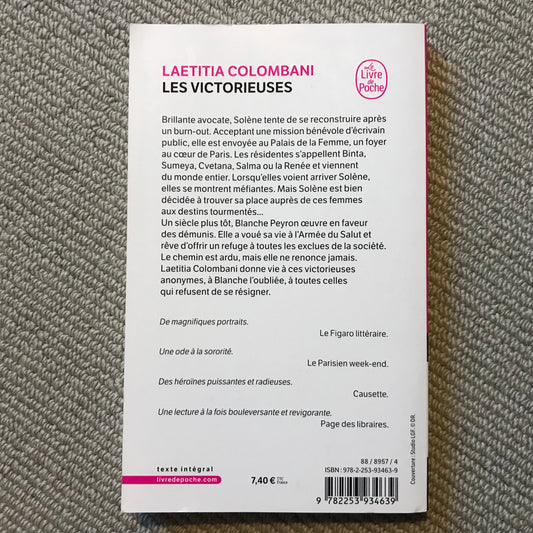 LAETITIA COLOMBANI
LES VICTORIEUSES
Le
Livre
de
Poche
Brillante avocate, Solène tente de se reconstruire après
un burn-out. Acceptant une mission bénévole d'écrivain
public, elle est envoyée au Palais de la Femme, un foyer
au cœur de Paris. Les résidentes s'appellent Binta,
Sumeya, Cvetana, Salma ou la Renée et viennent
du monde entier. Lorsqu'elles voient arriver Solène,
elles se montrent méfiantes. Mais Solène est bien
décidée à trouver sa place auprès de ces femmes
aux destins tourmentés...
Un siècle plus tôt, Blanche Peyron œuvre en faveur
des démunis. Elle a voué sa vie à l'Armée du Salut et
rêve d'offrir un refuge à toutes les exclues de la société.
Le chemin est ardu, mais elle ne renonce jamais.
Laetitia Colombani donne vie à ces victorieuses
anonymes, à Blanche l'oubliée, à toutes celles
qui refusent de se résigner.
De magnifiques portraits.
Le Figaro littéraire.
Une ode à la sororité.
Le Parisien week-end.
Des héroïnes puissantes et radieuses.
Causette.
Une lecture à la fois bouleversante et revigorante.
Page des libraires.
Couverture : Studio LGF. © DR.
88 / 8957 / 4
ISBN : 978-2-253-93463-9
texte intégral
livredepoche.com
7,40 €
9 782253 934639